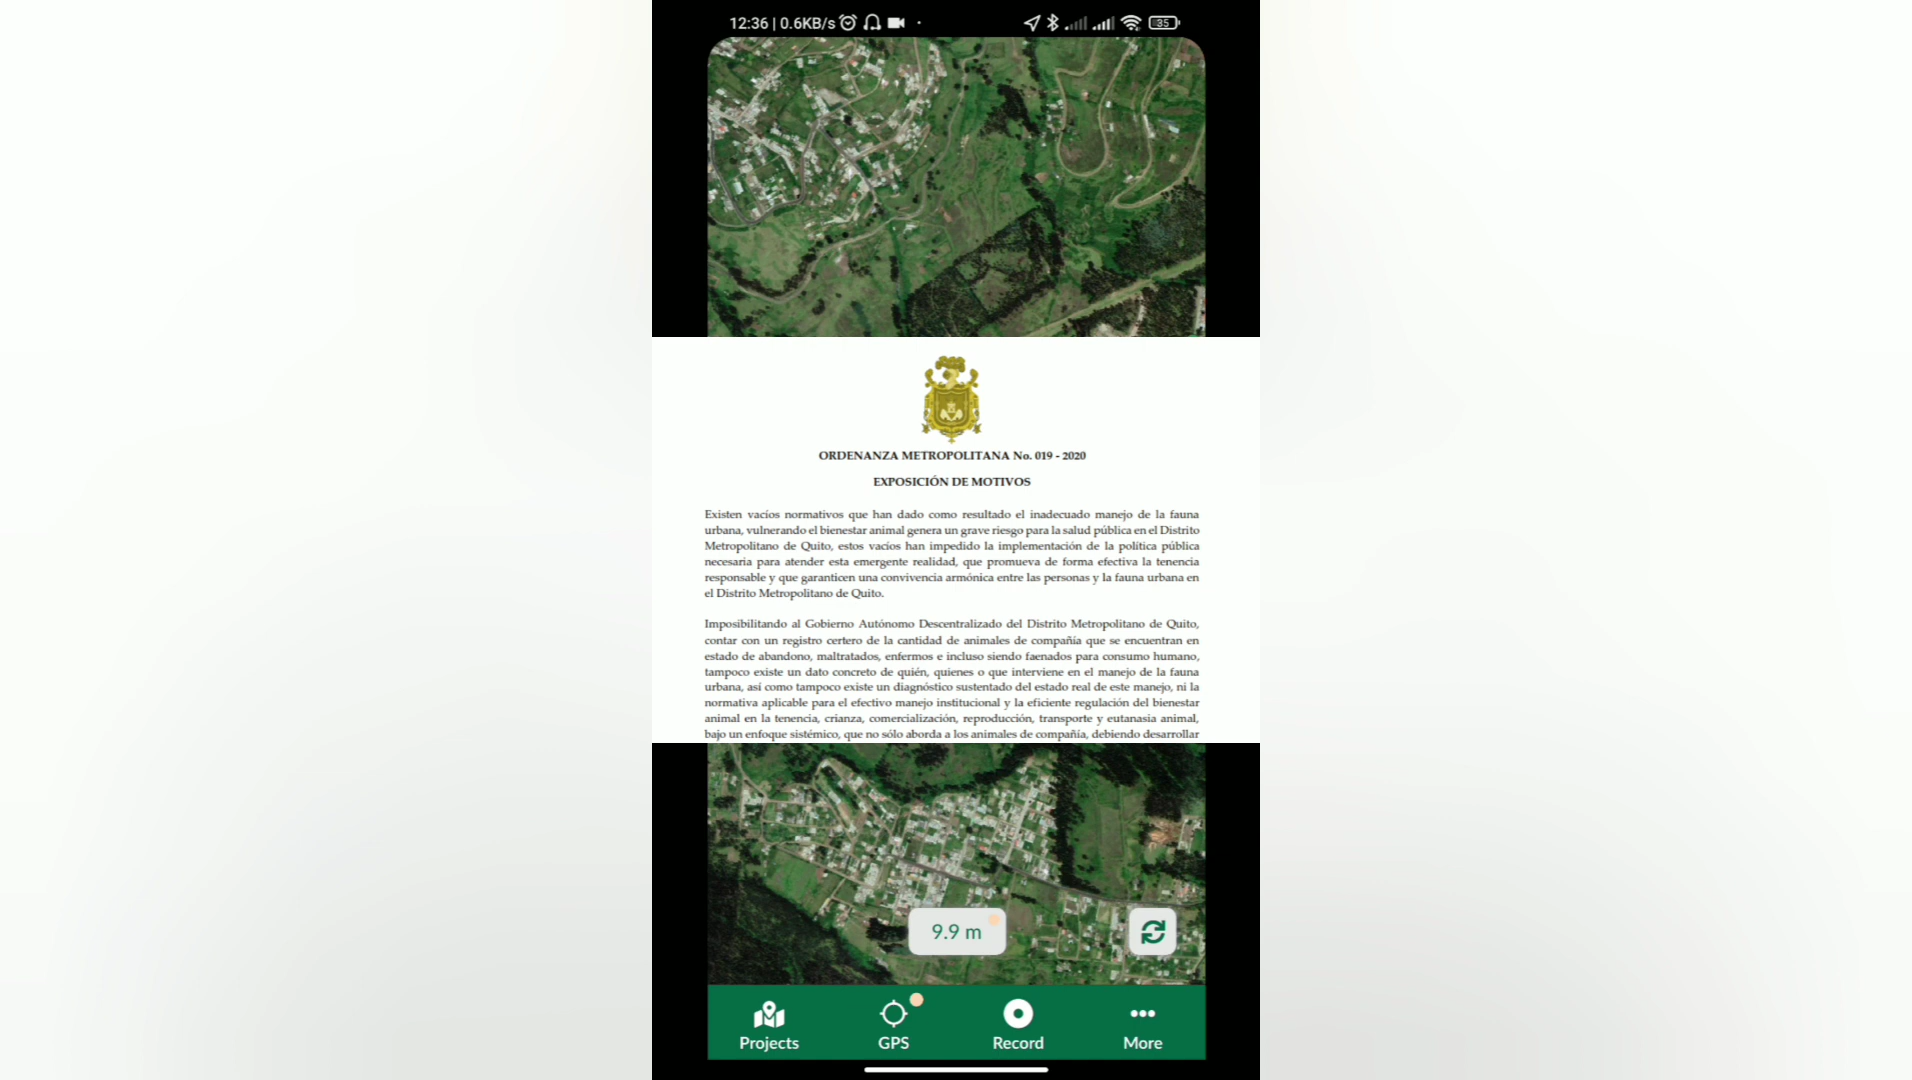 12:36 | 0.6KB/s
35
ORDENANZA METROPOLITANA No. 019 - 2020
EXPOSICIÓN DE MOTIVOS
Existen vacíos normativos que han dado como resultado el inadecuado manejo de la fauna
urbana, vulnerando el bienestar animal genera un grave riesgo para la salud pública en el Distrito
Metropolitano de Quito, estos vacíos han impedido la implementación de la política pública
necesaria para atender esta emergente realidad, que promueva de forma efectiva la tenencia
responsable y que garanticen una convivencia armónica entre las personas y la fauna urbana en
el Distrito Metropolitano de Quito.
Imposibilitando al Gobierno Autónomo Descentralizado del Distrito Metropolitano de Quito,
contar con un registro certero de la cantidad de animales de compañía que se encuentran en
estado de abandono, maltratados, enfermos e incluso siendo faenados para consumo humano,
tampoco existe un dato concreto de quién, quienes o que interviene en el manejo de la fauna
urbana, así como tampoco existe un diagnóstico sustentado del estado real de este manejo, ni la
normativa aplicable para el efectivo manejo institucional y la eficiente regulación del bienestar
animal en la tenencia, crianza, comercialización, reproducción, transporte y eutanasia animal,
bajo un enfoque sistémico, que no sólo aborda a los animales de compañía, debiendo desarrollar
9.9 m
Projects
GPS
Record
More